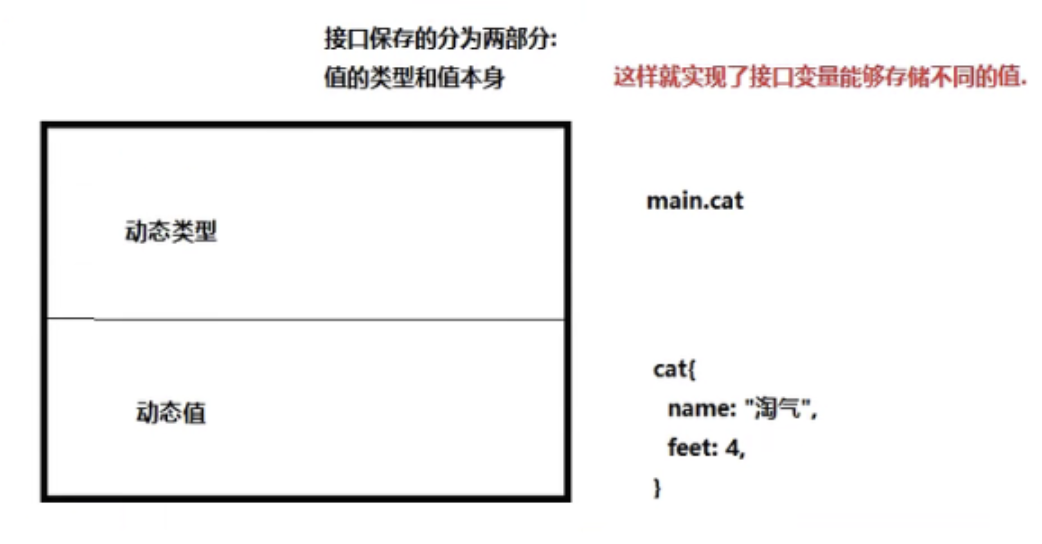 接口保存的分为两部分:
值的类型和值本身
这样就实现了接口变量能够存储不同的值.
动态类型
main.cat
动态值
cat{
name: "淘气",
feet: 4,
}